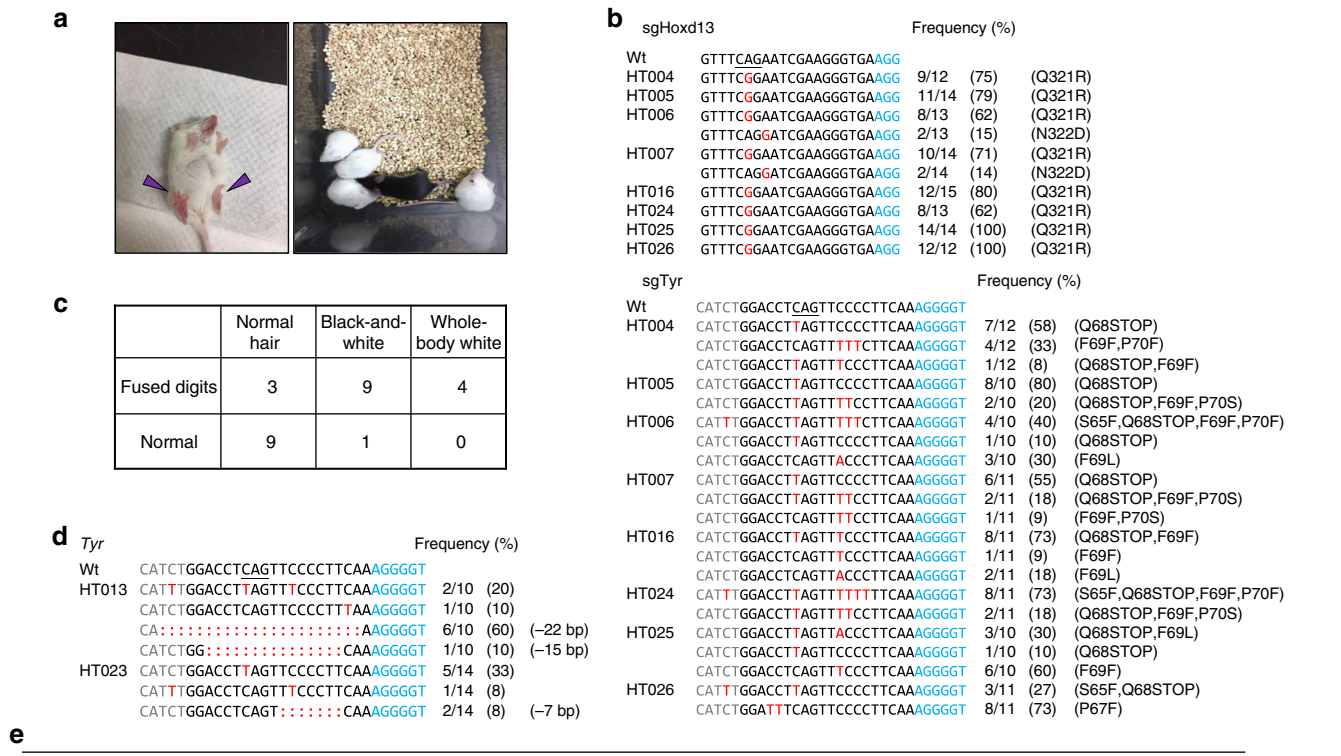 a
b
sgHoxd13 Frequency (%)
Wt GTTTCAGAATCGAAGGGTGAAGG
HT004 GTTTCGGAATCGAAGGGTGAAGG 9/12 (75) (Q321R)
HT005 GTTTCGGAATCGAAGGGTGAAGG 11/14 (79) (Q321R)
HT006 GTTTCGGAATCGAAGGGTGAAGG 8/13 (62) (Q321R)
GTTTCAGGATCGAAGGGTGAAGG 2/13 (15) (N322D)
HT007 GTTTCGGAATCGAAGGGTGAAGG 10/14 (71) (Q321R)
GTTTCAGGATCGAAGGGTGAAGG 2/14 (14) (N322D)
HT016 GTTTCGGAATCGAAGGGTGAAGG 12/15 (80) (Q321R)
HT024 GTTTCGGAATCGAAGGGTGAAGG 8/13 (62) (Q321R)
HT025 GTTTCGGAATCGAAGGGTGAAGG 14/14 (100) (Q321R)
HT026 GTTTCGGAATCGAAGGGTGAAGG 12/12 (100) (Q321R)
sgTyr Frequency (%)
Wt CATCTGGACCTCAGTTCCCCTTCAAAGGGGT
HT004 CATCTGGACCTTAGTTCCCCTTCAAAGGGGT 7/12 (58) (Q68STOP)
CATCTGGACCTCAGTTTTTCTTCAAAGGGGT 4/12 (33) (F69F,P70F)
CATCTGGACCTTAGTTTCCCTTCAAAGGGGT 1/12 (8) (Q68STOP,F69F)
HT005 CATCTGGACCTTAGTTCCCCTTCAAAGGGGT 8/10 (80) (Q68STOP)
CATCTGGACCTTAGTTTTCCTTCAAAGGGGT 2/10 (20) (Q68STOP,F69F,P70S)
HT006 CATTTGGACCTTAGTTTTTCTTCAAAGGGGT 4/10 (40) (S65F,Q68STOP,F69F,P70F)
CATCTGGACCTTAGTTCCCCTTCAAAGGGGT 1/10 (10) (Q68STOP)
CATCTGGACCTCAGTTACCCTTCAAAGGGGT 3/10 (30) (F69L)
HT007 CATCTGGACCTTAGTTCCCCTTCAAAGGGGT 6/11 (55) (Q68STOP)
CATCTGGACCTTAGTTTTCCTTCAAAGGGGT 2/11 (18) (Q68STOP,F69F,P70S)
CATCTGGACCTCAGTTTTCCTTCAAAGGGGT 1/11 (9) (F69F,P70S)
HT016 CATCTGGACCTTAGTTTCCCTTCAAAGGGGT 8/11 (73) (Q68STOP,F69F)
CATCTGGACCTCAGTTTCCCTTCAAAGGGGT 1/11 (9) (F69F)
CATCTGGACCTCAGTTACCCTTCAAAGGGGT 2/11 (18) (F69L)
HT024 CATTTGGACCTTAGTTTTTTTTCAAAGGGGT 8/11 (73) (S65F,Q68STOP,F69F,P70F)
CATCTGGACCTTAGTTTTCCTTCAAAGGGGT 2/11 (18) (Q68STOP,F69F,P70S)
HT025 CATCTGGACCTTAGTTACCCTTCAAAGGGGT 3/10 (30) (Q68STOP,F69L)
CATCTGGACCTTAGTTCCCCTTCAAAGGGGT 1/10 (10) (Q68STOP)
CATCTGGACCTCAGTTTCCCTTCAAAGGGGT 6/10 (60) (F69F)
HT026 CATTTGGACCTTAGTTCCCCTTCAAAGGGGT 3/11 (27) (S65F,Q68STOP)
CATCTGGATTTCAGTTCCCCTTCAAAGGGGT 8/11 (73) (P67F)
c
Normal hair Black-and-white Whole-body white
Fused digits 3 9 4
Normal 9 1 0
d
Tyr Frequency (%)
Wt CATCTGGACCTCAGTTCCCCTTCAAAGGGGT
HT013 CATTTGGACCTTAGTTTCCCTTCAAAGGGGT 2/10 (20)
CATCTGGACCTCAGTTCCCCTTTAAAGGGGT 1/10 (10)
CA::::::::::::::::::::::AAGGGGT 6/10 (60) (–22 bp)
CATCTGG:::::::::::::::CAAAGGGGT 1/10 (10) (–15 bp)
HT023 CATCTGGACCTTAGTTCCCCTTCAAAGGGGT 5/14 (33)
CATTTGGACCTCAGTTTCCCTTCAAAGGGGT 1/14 (8)
CATCTGGACCTCAGT:::::::CAAAGGGGT 2/14 (8) (–7 bp)
e